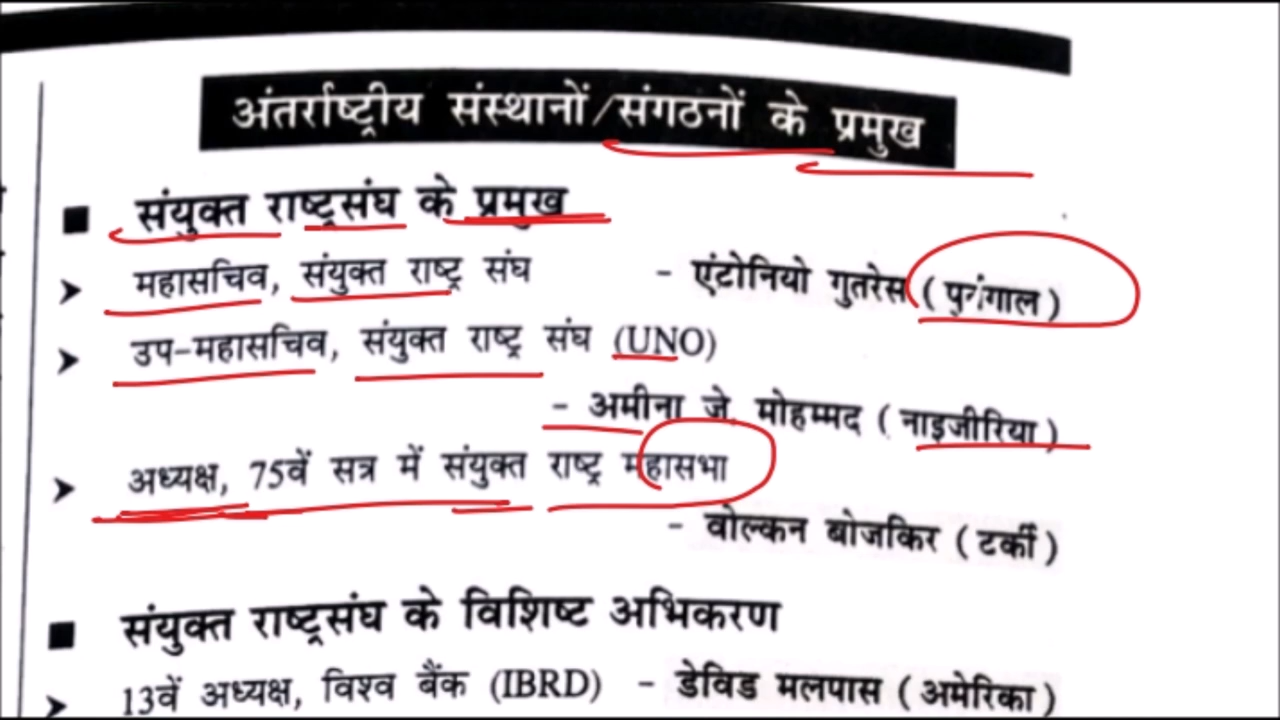 अंतर्राष्ट्रीय संस्थानों/संगठनों के प्रमुख
■ संयुक्त राष्ट्रसंघ के प्रमुख
➤ महासचिव, संयुक्त राष्ट्र संघ - एंटोनियो गुतरेस (पुर्तगाल)
➤ उप-महासचिव, संयुक्त राष्ट्र संघ (UNO)
- अमीना जे. मोहम्मद (नाइजीरिया)
➤ अध्यक्ष, 75वें सत्र में संयुक्त राष्ट्र महासभा
- वोल्कन बोजकिर (टर्की)
■ संयुक्त राष्ट्रसंघ के विशिष्ट अभिकरण
➤ 13वें अध्यक्ष, विश्व बैंक (IBRD) - डेविड मलपास (अमेरिका)